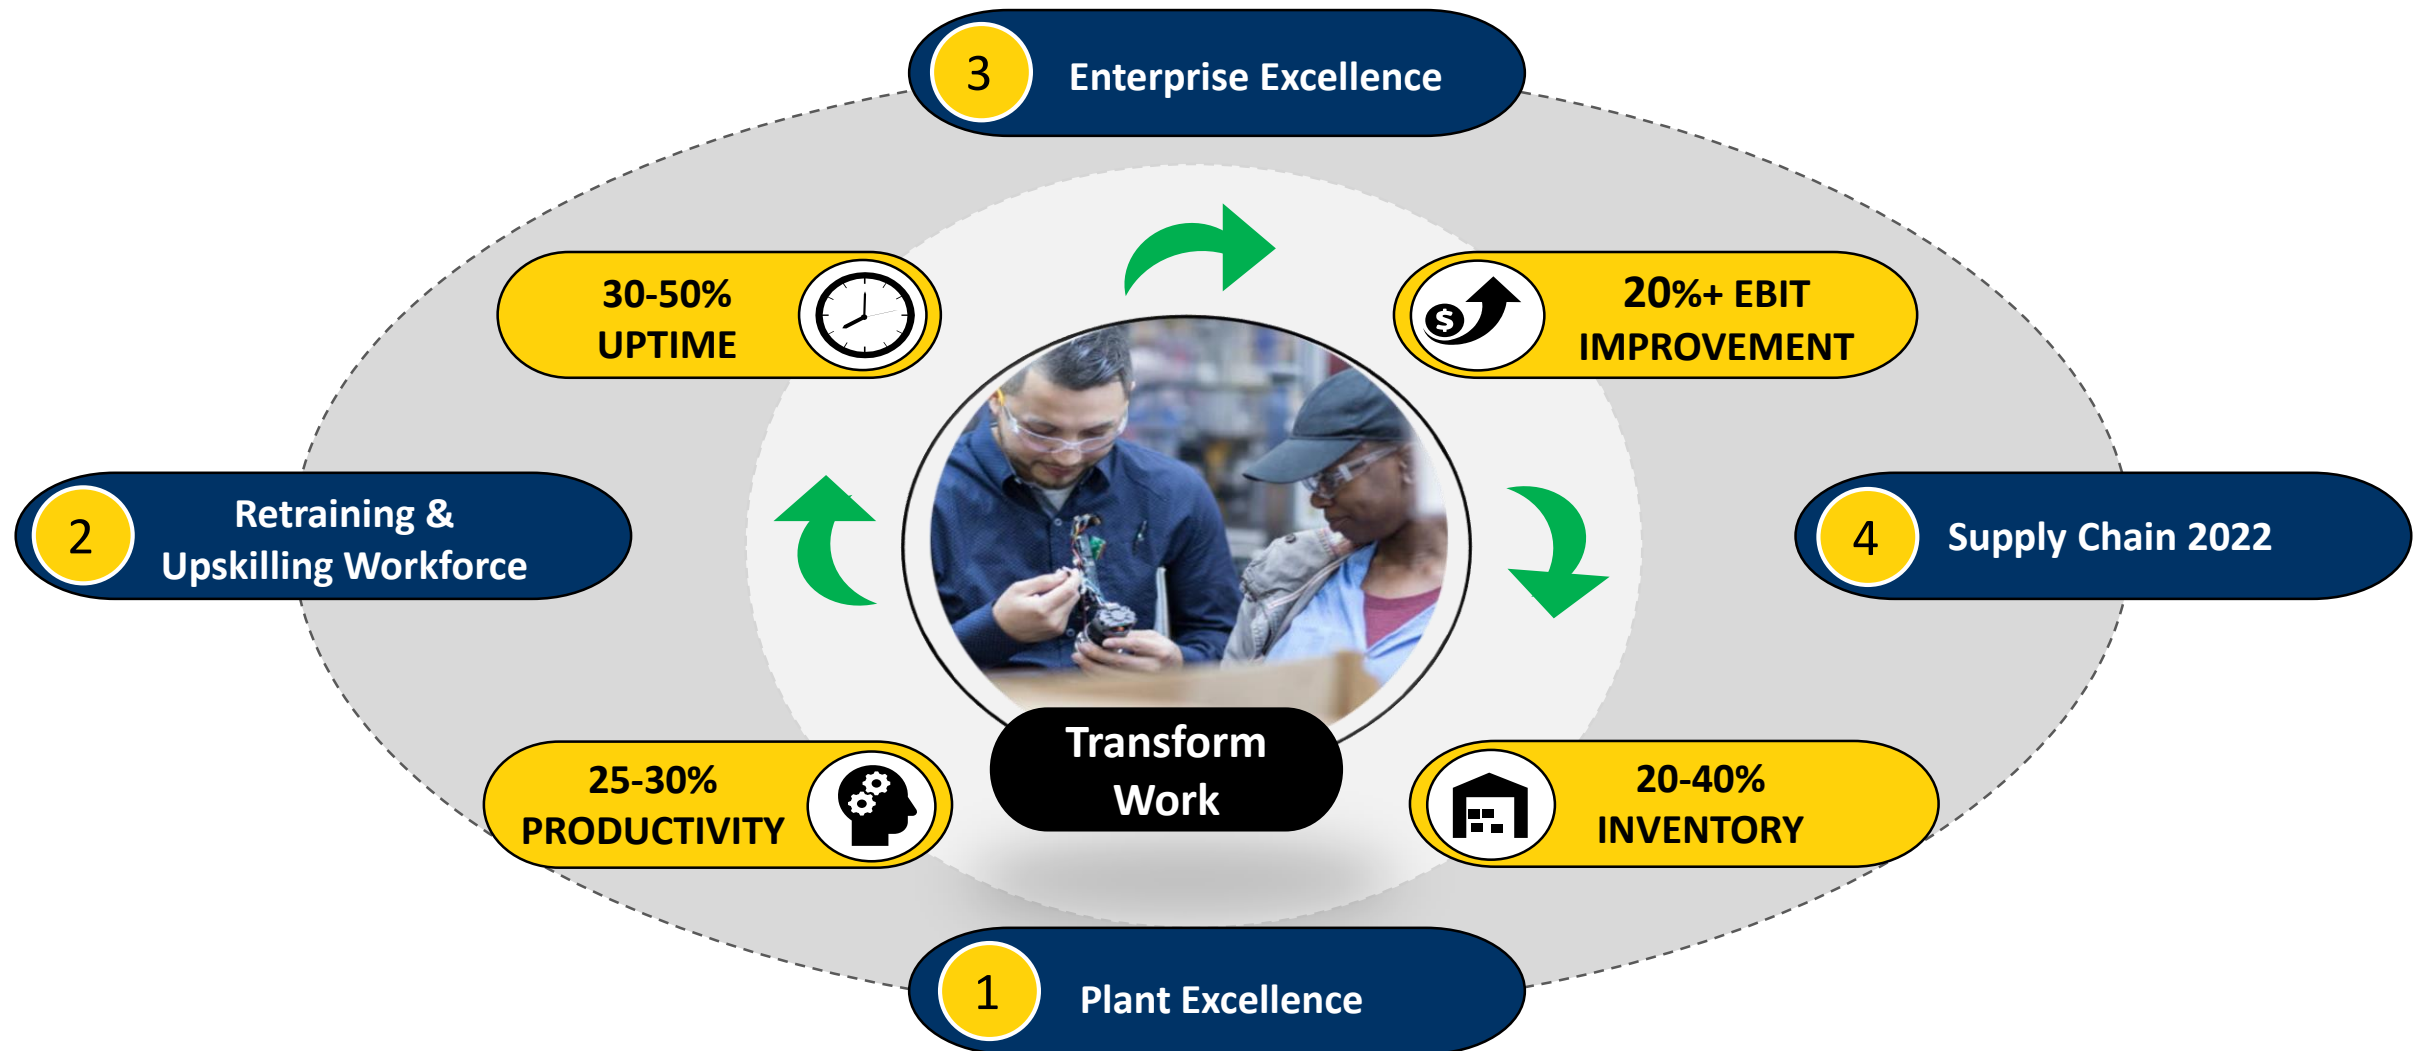 3
Enterprise Excellence
30-50%
UPTIME
20%+ EBIT
IMPROVEMENT
$
2
Retraining &
Upskilling Workforce
4
Supply Chain 2022
Transform
Work
25-30%
PRODUCTIVITY
20-40%
INVENTORY
1
Plant Excellence